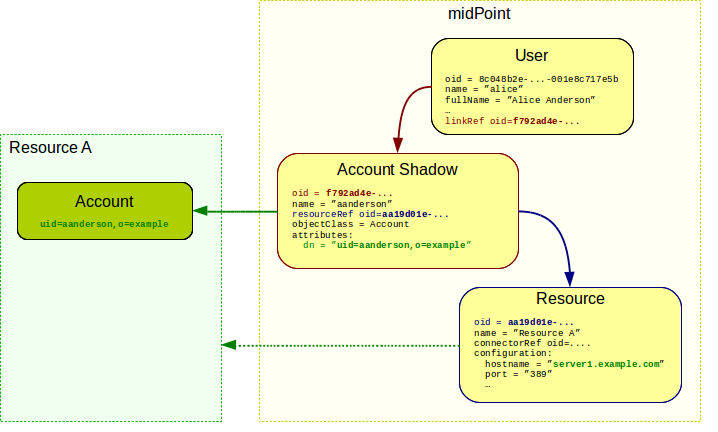 midPoint
User
oid = 8c048b2e-...-001e8c717e5b
name = ”alice”
fullName = ”Alice Anderson”
…
linkRef oid=f792ad4e-...
Resource A
Account
uid=aanderson,o=example
Account Shadow
oid = f792ad4e-...
name = ”aanderson”
resourceRef oid=aa19d01e-...
objectClass = Account
attributes:
dn = ”uid=aanderson,o=example”
Resource
oid = aa19d01e-...
name = ”Resource A”
connectorRef oid=....
configuration:
hostname = ”server1.example.com”
port = ”389”
…